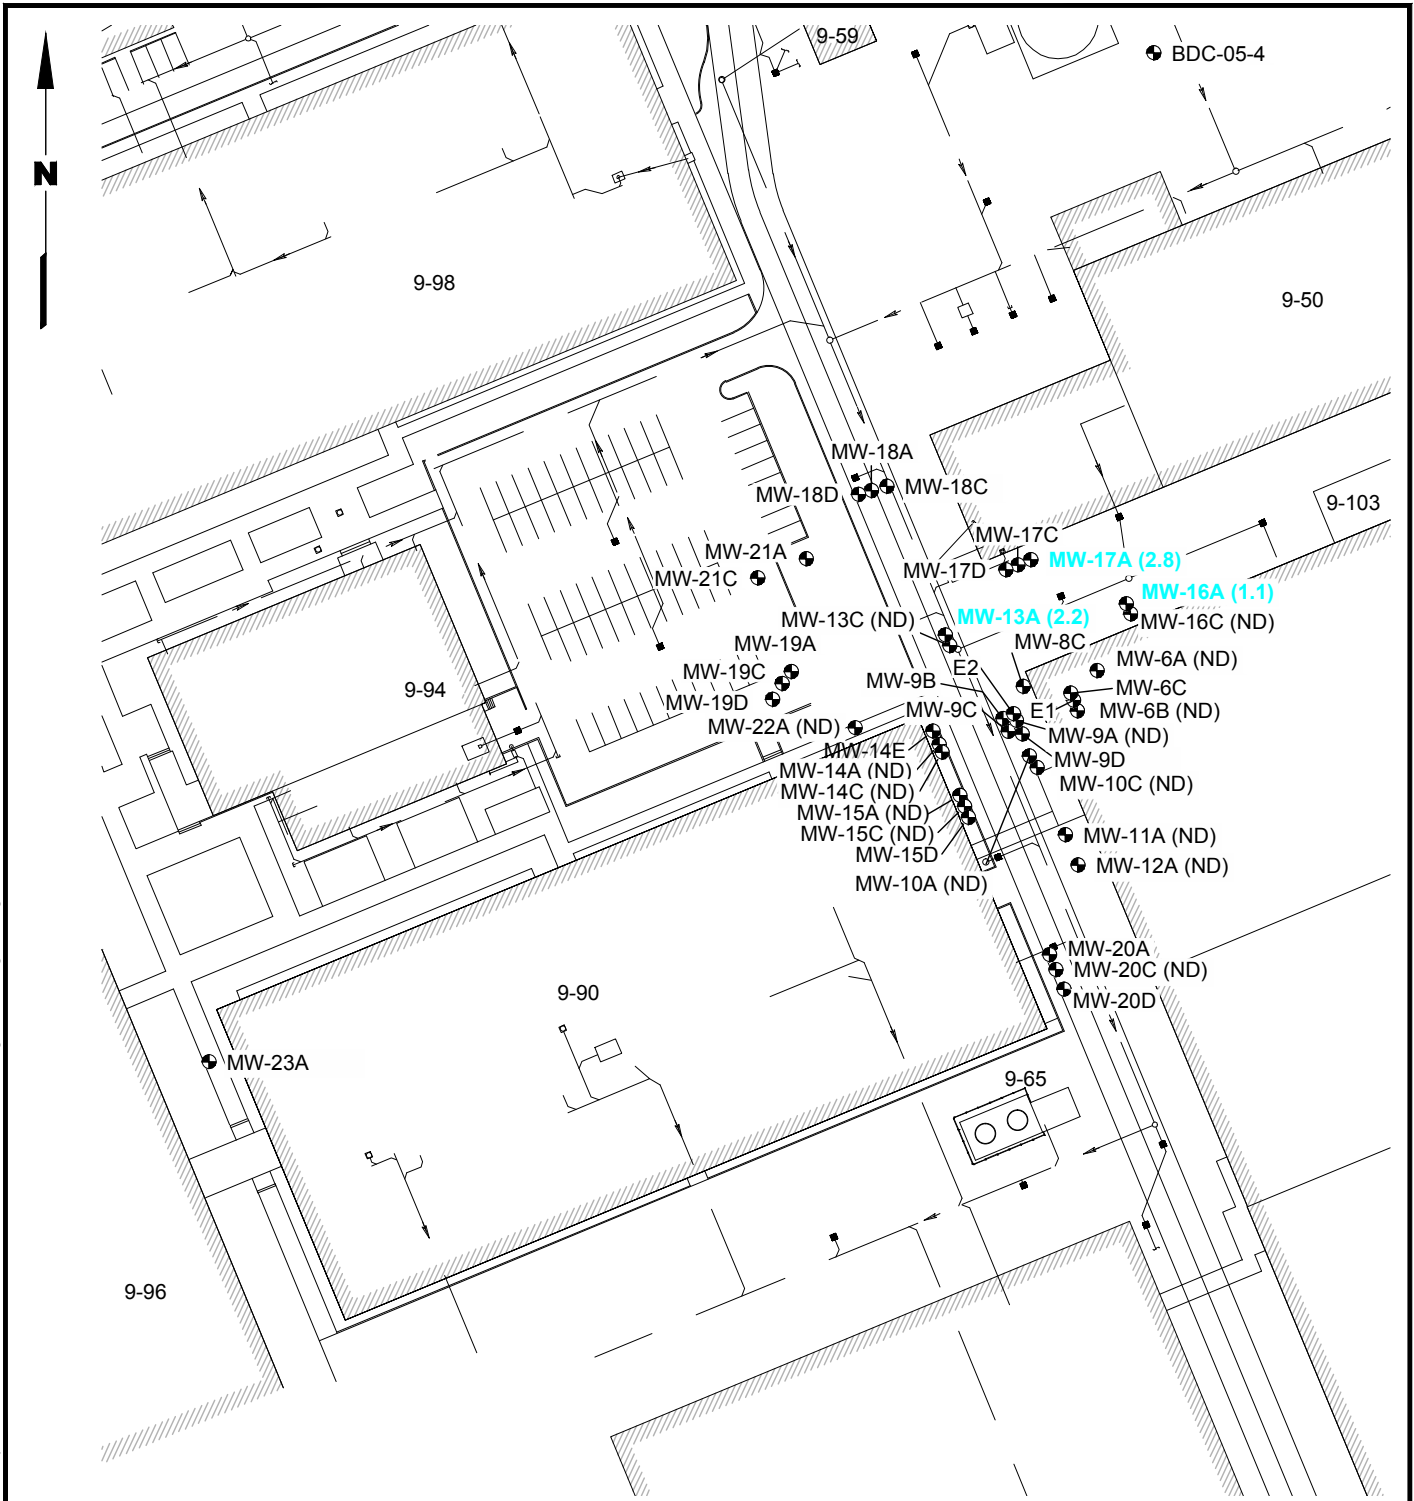 9-59
BDC-05-4
N
9-98
9-50
MW-18A
MW-18D
MW-18C
9-103
MW-17C
MW-21A
MW-17A (2.8)
MW-17D
MW-21C
MW-16A (1.1)
MW-13C (ND)
MW-13A (2.2)
MW-16C (ND)
MW-19A
MW-8C
MW-6A (ND)
E2
MW-19C
MW-9B
MW-6C
9-94
MW-19D
MW-9C
E1
MW-6B (ND)
MW-22A (ND)
MW-9A (ND)
MW-14E
MW-9D
MW-14A (ND)
MW-10C (ND)
MW-14C (ND)
MW-15A (ND)
MW-15C (ND)
MW-11A (ND)
MW-15D
MW-12A (ND)
MW-10A (ND)
MW-20A
MW-20C (ND)
9-90
MW-20D
MW-23A
9-65
9-96